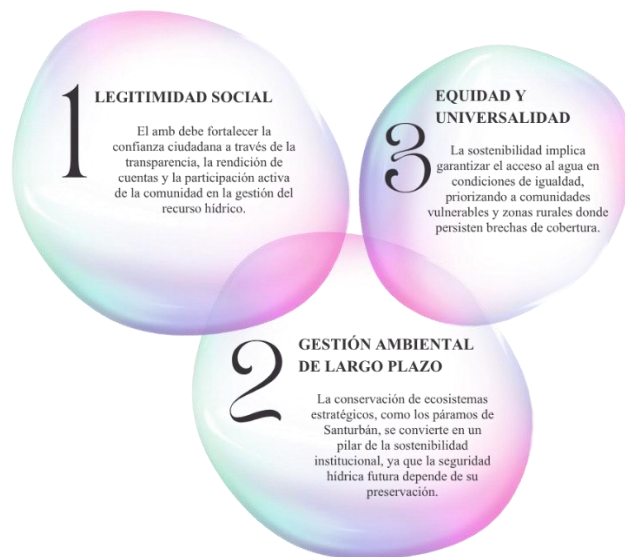 1
LEGITIMIDAD SOCIAL
El amb debe fortalecer la
confianza ciudadana a través de la
transparencia, la rendición de
cuentas y la participación activa
de la comunidad en la gestión del
recurso hídrico.
2
GESTIÓN AMBIENTAL
DE LARGO PLAZO
La conservación de ecosistemas
estratégicos, como los páramos de
Santurbán, se convierte en un
pilar de la sostenibilidad
institucional, ya que la seguridad
hídrica futura depende de su
preservación.
3
EQUIDAD Y
UNIVERSALIDAD
La sostenibilidad implica
garantizar el acceso al agua en
condiciones de igualdad,
priorizando a comunidades
vulnerables y zonas rurales donde
persisten brechas de cobertura.